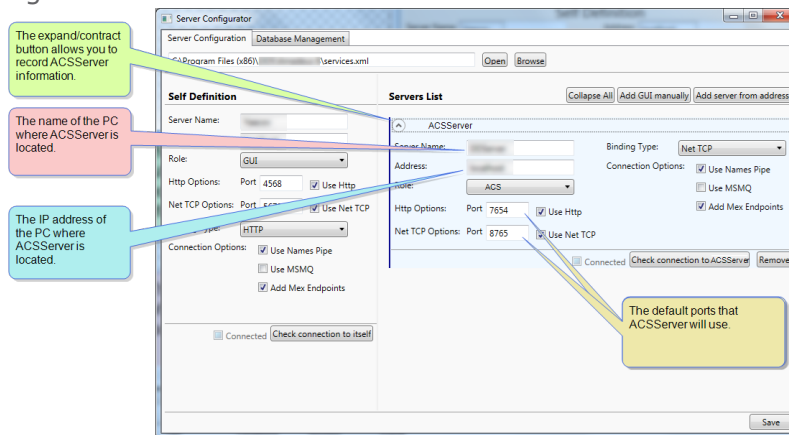 Server Configurator
Server Configuration Database Management
C:\Program Files (x86)\ \services.xml Open Browse
The expand/contract
button allows you to
record ACSServer
information.
Self Definition
Servers List Collapse All Add GUI manually Add server from address
The name of the PC
where ACSServer is
located.
Server Name:
Role: GUI
Http Options: Port 4568 Use Http
Net TCP Options: Port Use Net TCP
HTTP
Connection Options: Use Names Pipe
Use MSMQ
Add Mex Endpoints
Connected Check connection to itself
The IP address of
the PC where
ACSServer is
located.
ACSServer
Server Name: Binding Type: Net TCP
Address: Connection Options: Use Names Pipe
Role: ACS Use MSMQ
Http Options: Port 7654 Use Http Add Mex Endpoints
Net TCP Options: Port 8765 Use Net TCP
Connected Check connection to ACSServer Remove
The default ports that
ACSServer will use.
Save